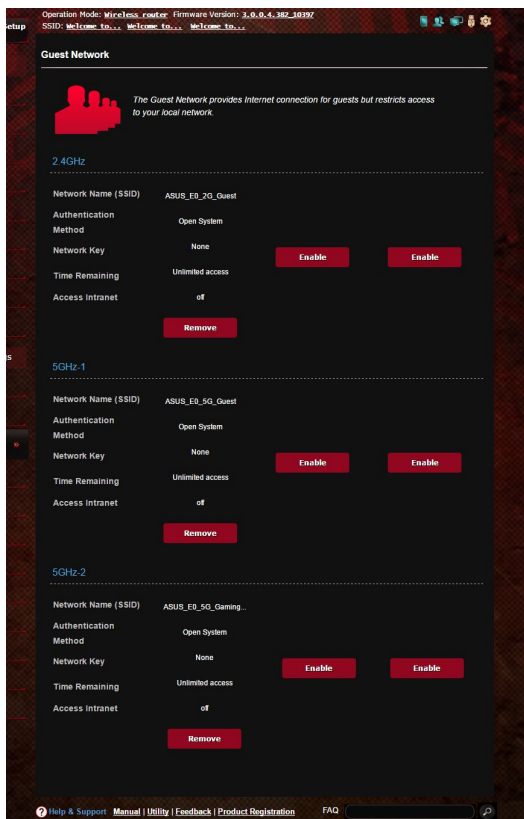 Operation Mode: Wireless router Firmware Version: 3.0.0.4.382_10397
Setup SSID: Welcome to... Welcome to... Welcome to...
Guest Network
The Guest Network provides Internet connection for guests but restricts access
to your local network.
2.4GHz
Network Name (SSID) ASUS_E0_2G_Guest
Authentication
Method Open System
Network Key None
Enable Enable
Time Remaining Unlimited access
Access Intranet off
Remove
5GHz-1
Network Name (SSID) ASUS_E0_5G_Guest
Authentication
Method Open System
Network Key None
Enable Enable
Time Remaining Unlimited access
Access Intranet off
Remove
5GHz-2
Network Name (SSID) ASUS_E0_5G_Gaming...
Authentication
Method Open System
Network Key None
Enable Enable
Time Remaining Unlimited access
Access Intranet off
Remove
? Help & Support Manual | Utility | Feedback | Product Registration FAQ